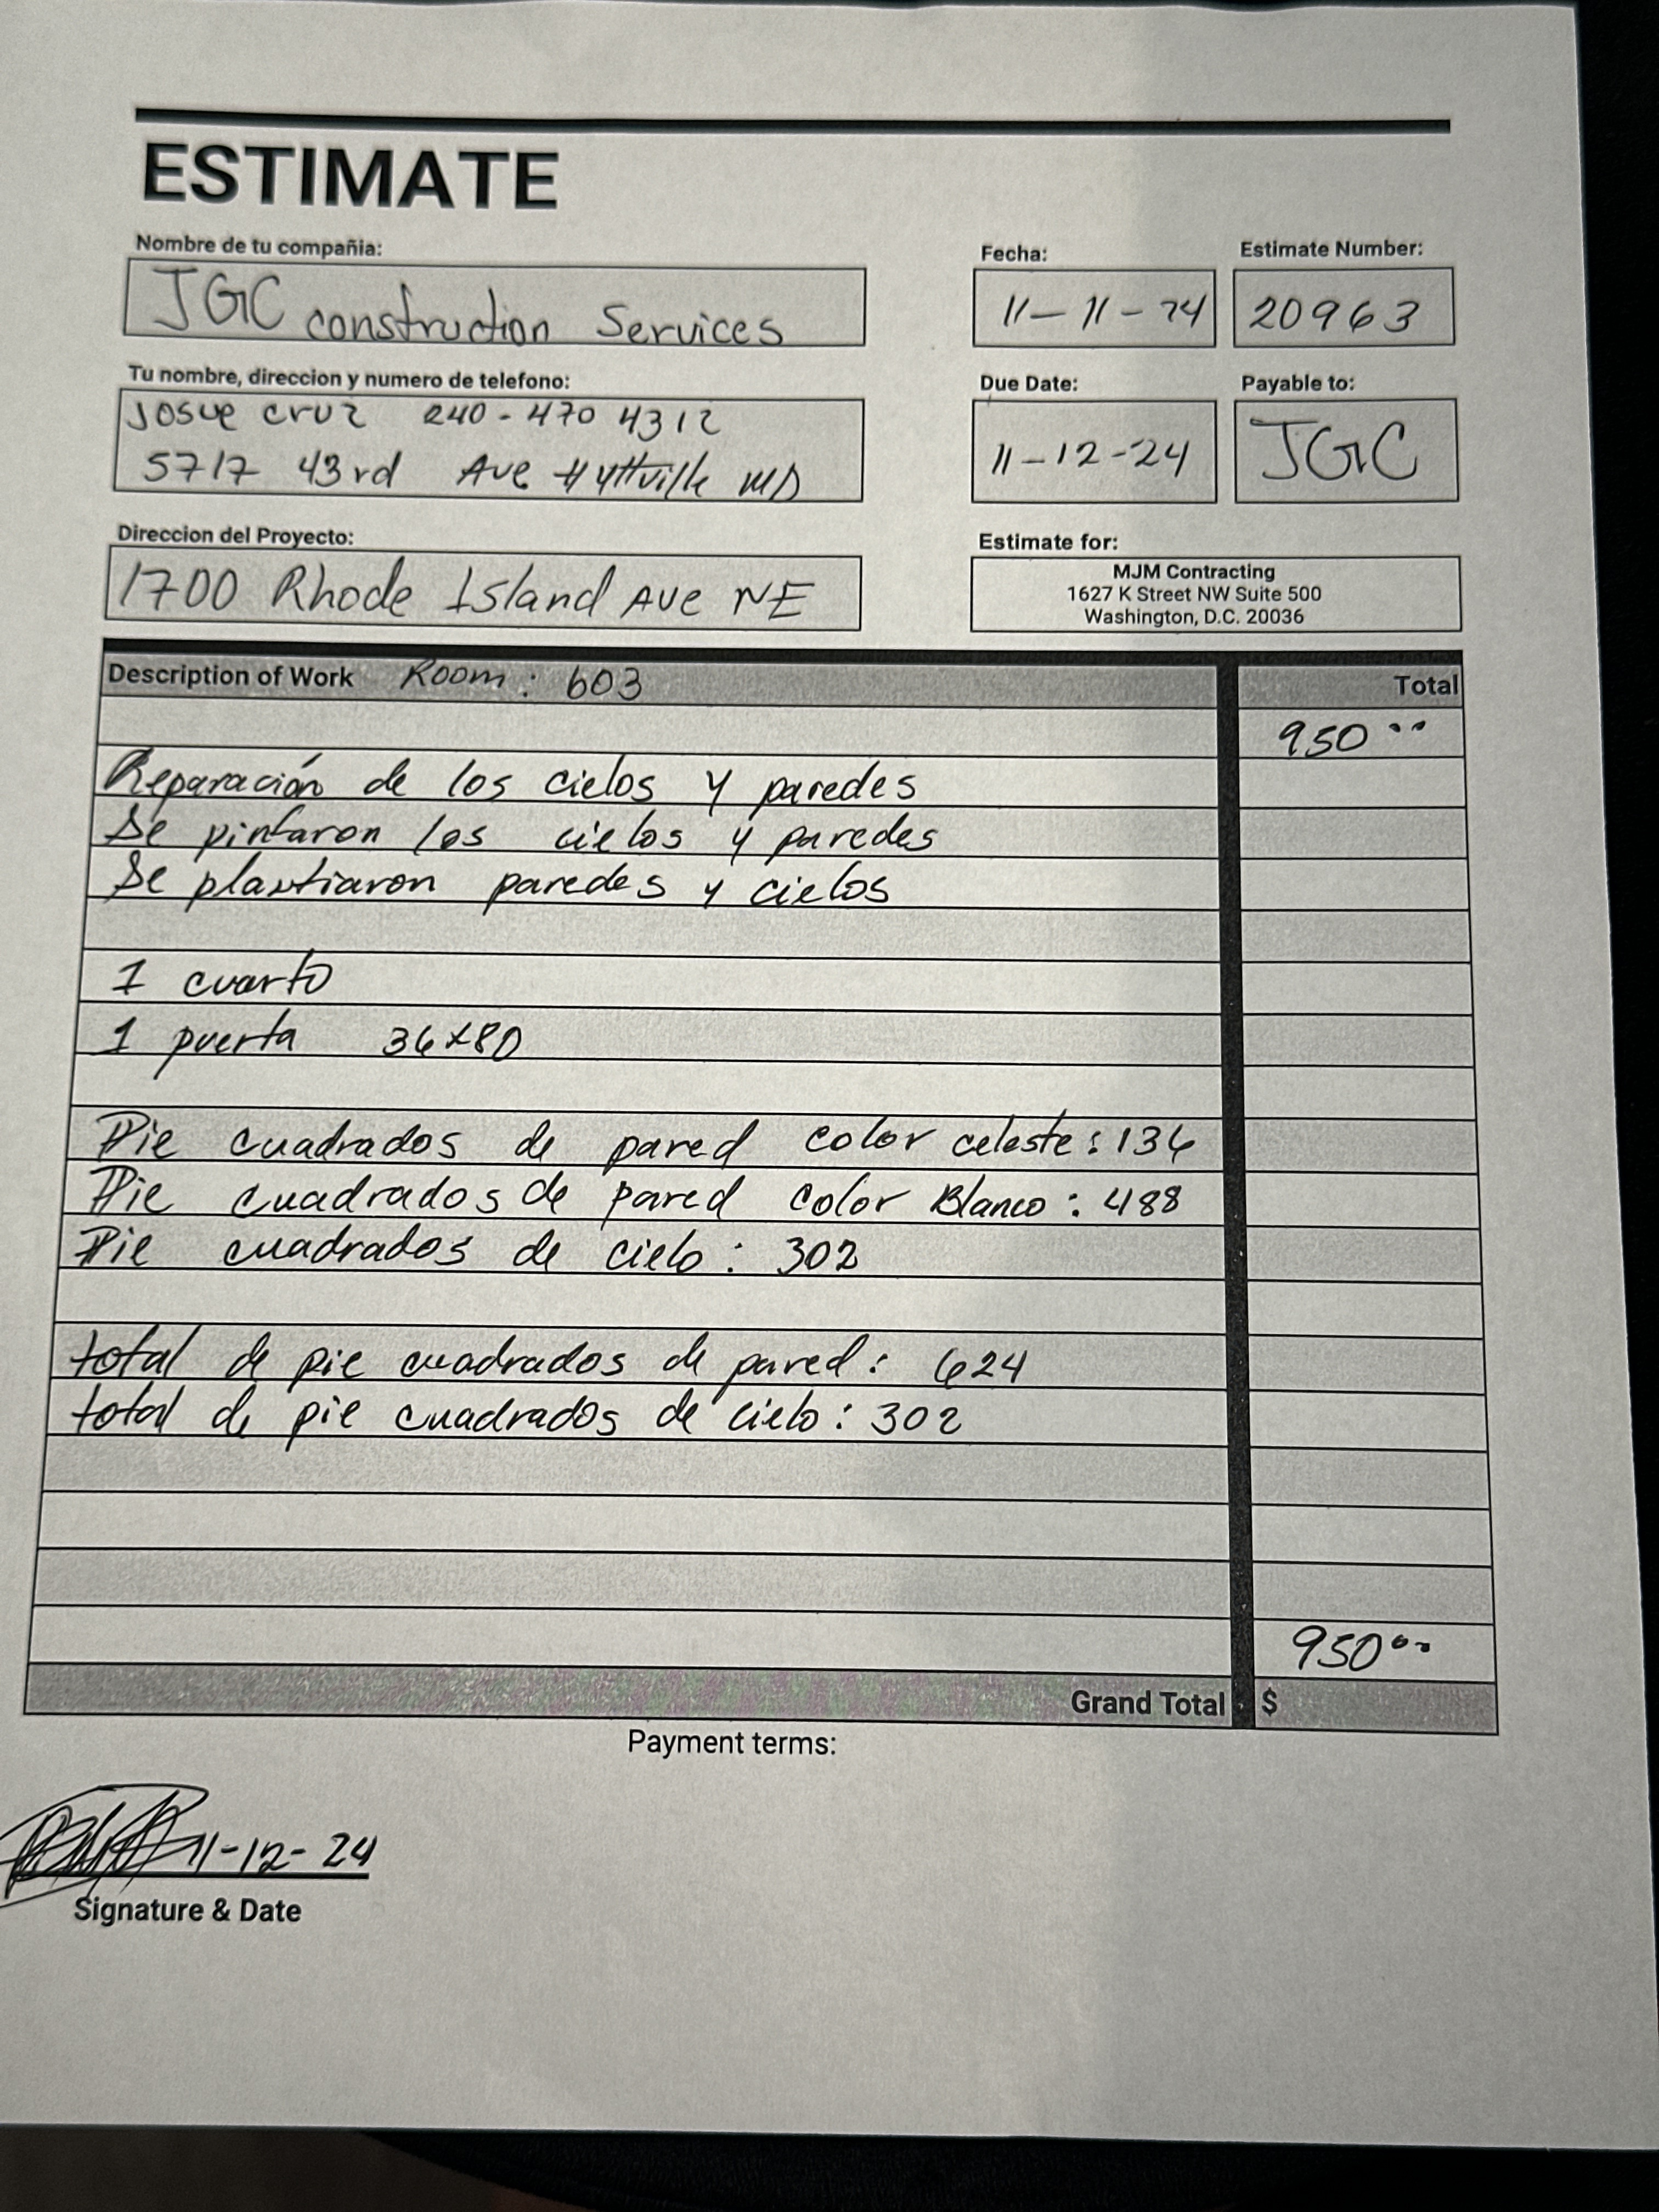 ESTIMATE
Nombre de tu compañia:
JGC construction Services
Fecha:
11-11-24
Estimate Number:
20963
Tu nombre, direccion y numero de telefono:
Josue cruz 240-470 4312
5717 43rd Ave Hyttville MD
Due Date:
11-12-24
Payable to:
JGC
Direccion del Proyecto:
1700 Rhode Island Ave NE
Estimate for:
MJM Contracting
1627 K Street NW Suite 500
Washington, D.C. 20036
Description of Work Room: 603 Total
950 00
Reparación de los cielos y paredes
Se pintaron los cielos y paredes
Se plastiaron paredes y cielos
1 cuarto
1 puerta 36x80
Pie cuadrados de pared color celeste: 136
Pie cuadrados de pared color Blanco: 488
Pie cuadrados de cielo: 302
total de pie cuadrados de pared: 624
total de pie cuadrados de cielo: 302
950 00
Grand Total $
Payment terms:
11-12-24
Signature & Date